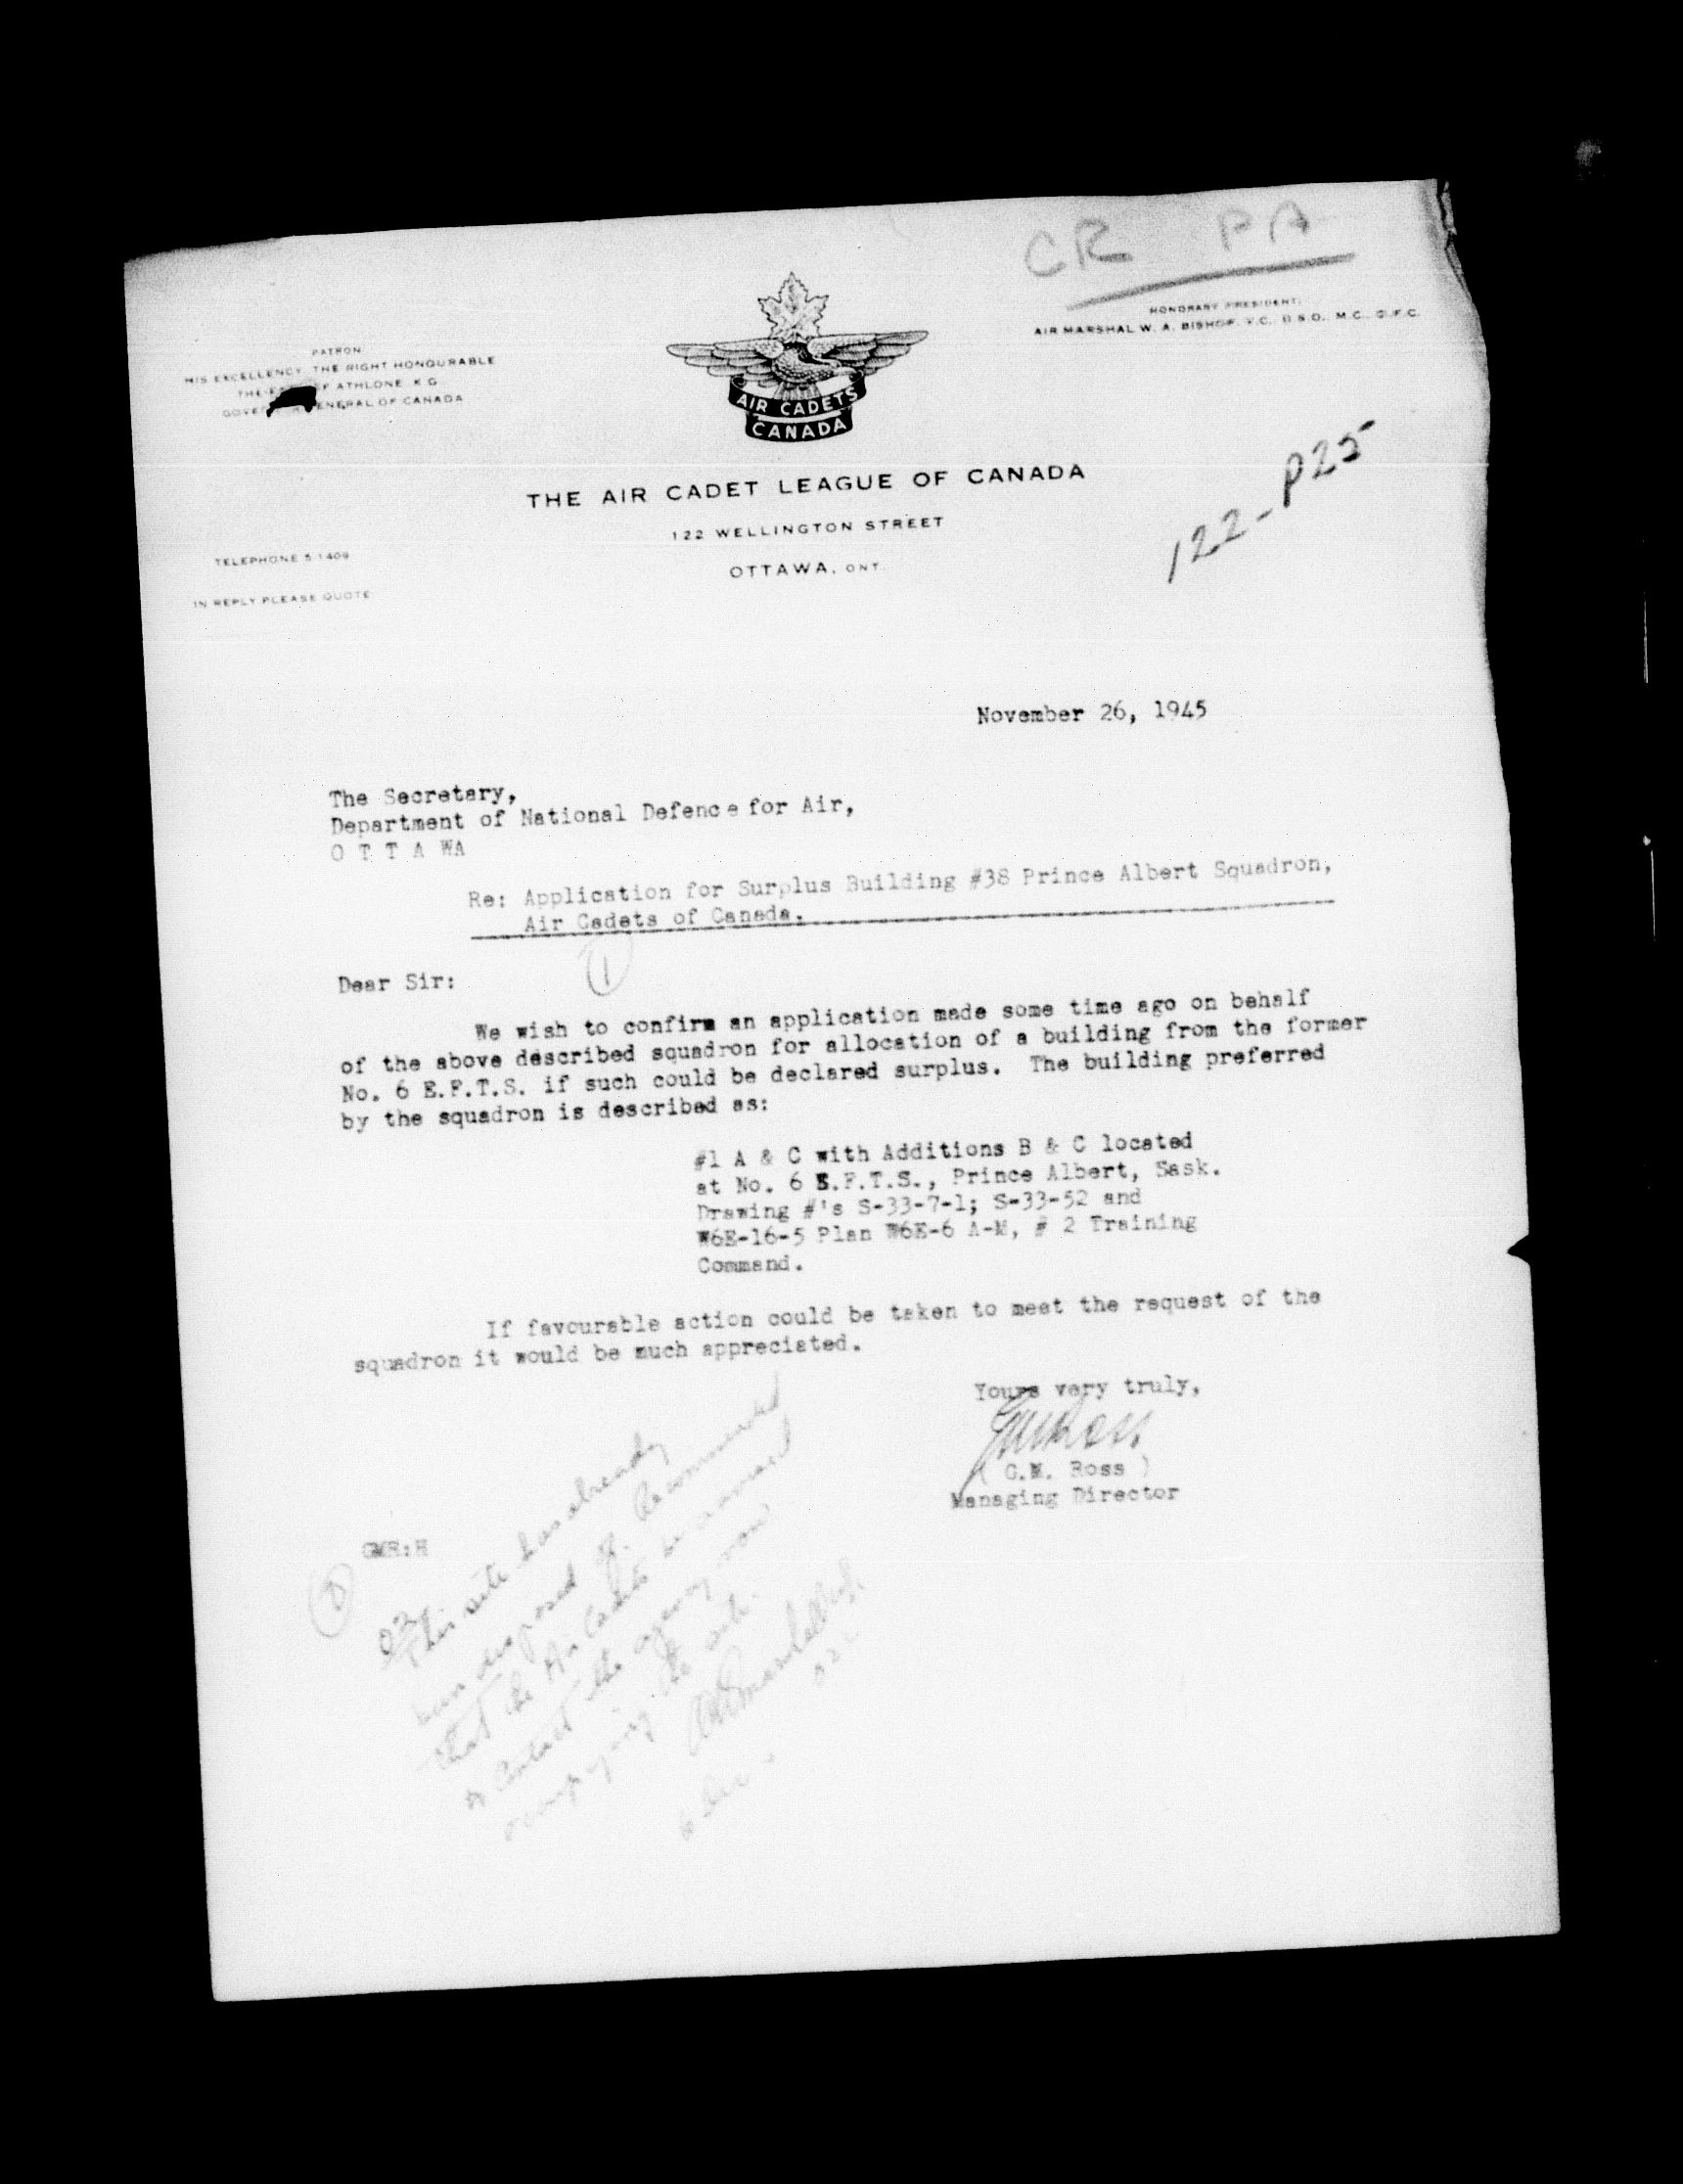 CR PA
HONORARY PRESIDENT:
AIR MARSHAL W. A. BISHOP, V.C., D.S.O., M.C., D.F.C.
PATRON
HIS EXCELLENCY THE RIGHT HONOURABLE
THE OF ATHLONE K G
GENERAL OF CANADA
AIR CADETS
CANADA
122-P25
THE AIR CADET LEAGUE OF CANADA
122 WELLINGTON STREET
OTTAWA, ONT.
TELEPHONE 5-1409
IN REPLY PLEASE QUOTE
November 26, 1945
The Secretary,
Department of National Defence for Air,
O T T A WA
Re: Application for Surplus Building #38 Prince Albert Squadron,
Air Cadets of Canada.
1
Dear Sir:
We wish to confirm an application made some time ago on behalf
of the above described squadron for allocation of a building from the former
No. 6 E.F.T.S. if such could be declared surplus. The building preferred
by the squadron is described as:
#1 A & C with Additions B & C located
at No. 6 E.F.T.S., Prince Albert, Sask.
Drawing #'s S-33-7-1; S-33-52 and
W6E-16-5 Plan W6E-6 A-M, # 2 Training
Command.
If favourable action could be taken to meet the request of the
squadron it would be much appreciated.
Yours very truly,
GM Ross
( G.M. Ross )
Managing Director
GMR:H
This site has already
been disposed of. Recommended
that the Air Cadets be advised
to contact the agency now
occupying the site.
6 Dec